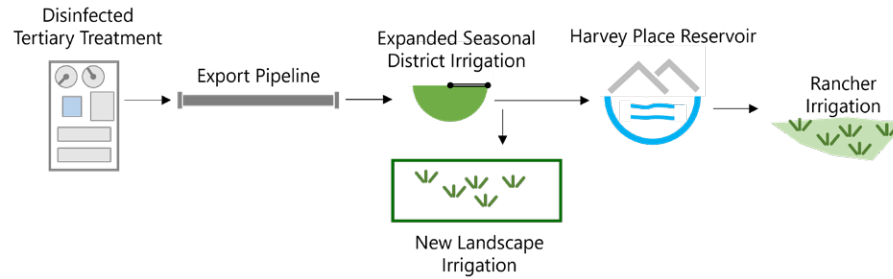 Disinfected
Tertiary Treatment
Export Pipeline
Expanded Seasonal
District Irrigation
Harvey Place Reservoir
Rancher
Irrigation
New Landscape
Irrigation